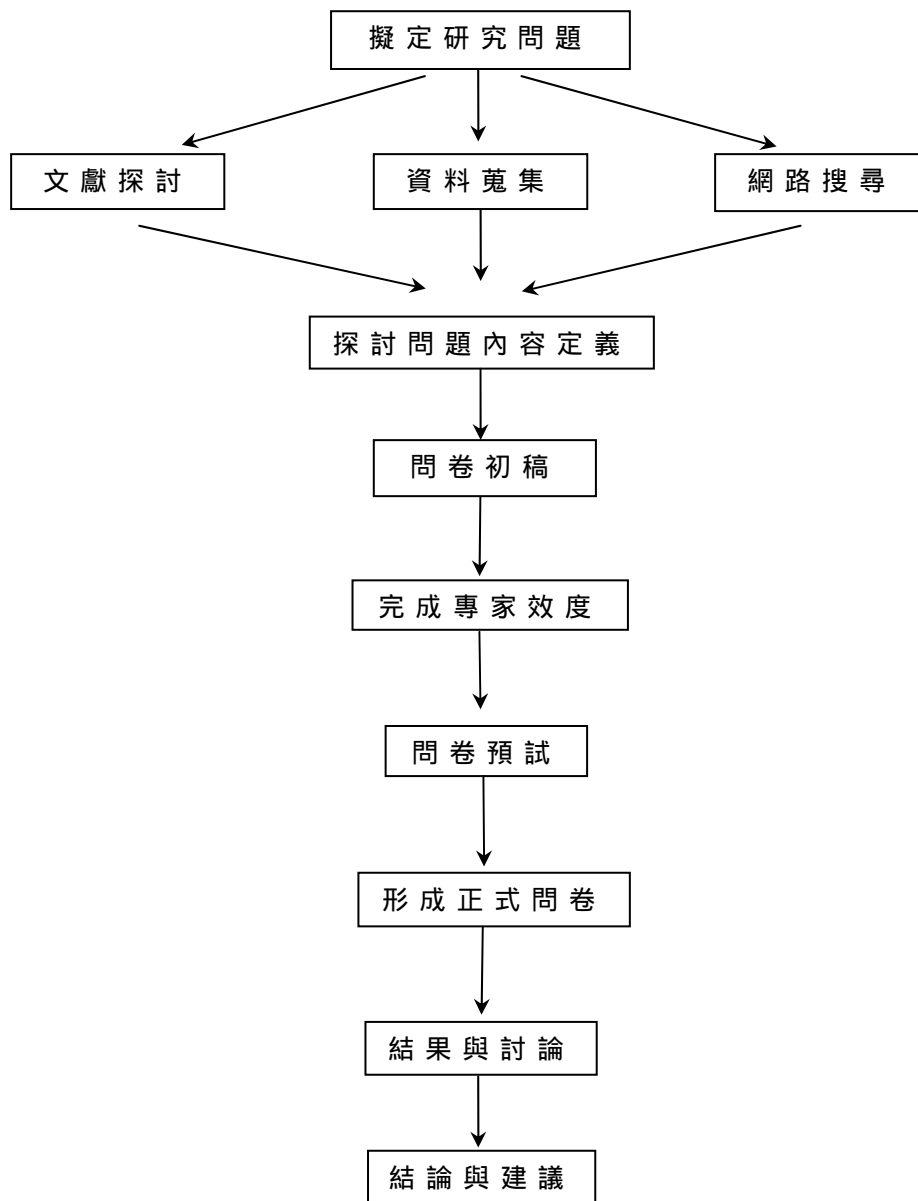 擬定研究問題
文獻探討
資料蒐集
網路搜尋
探討問題內容定義
問卷初稿
完成專家效度
問卷預試
形成正式問卷
結果與討論
結論與建議